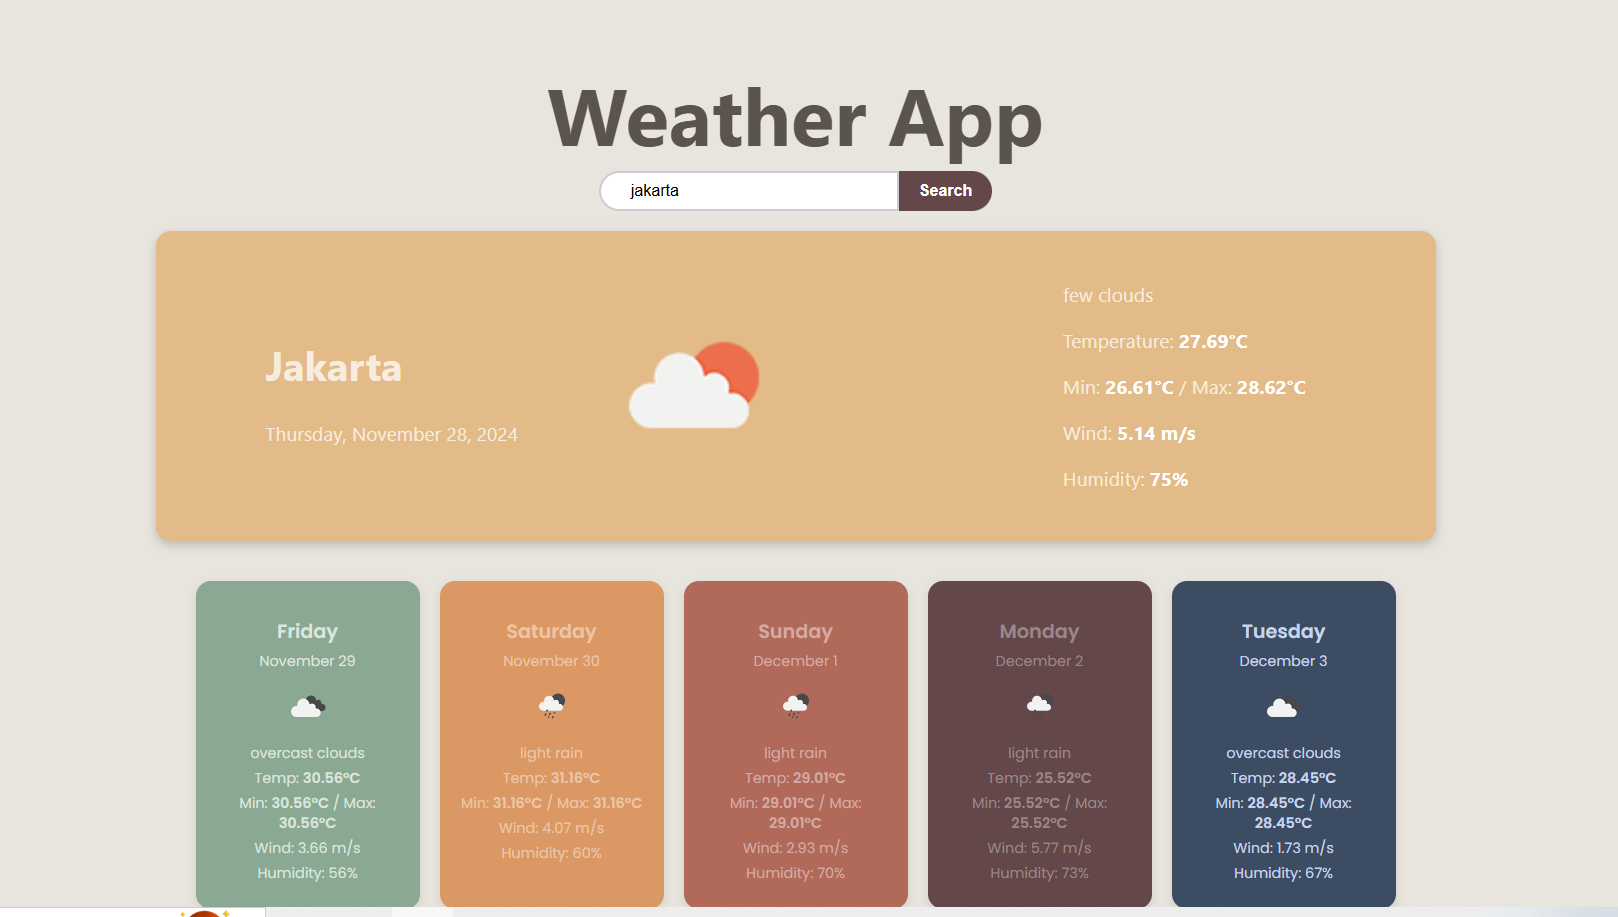 Weather App
jakarta
Search
few clouds
Temperature: 27.69°C
Jakarta
Min: 26.61°C / Max: 28.62°C
Thursday, November 28, 2024
Wind: 5.14 m/s
Humidity: 75%
Friday
November 29
overcast clouds
Temp: 30.56°C
Min: 30.56°C / Max:
30.56°C
Wind: 3.66 m/s
Humidity: 56%
Saturday
November 30
light rain
Temp: 31.16°C
Min: 31.16°C / Max: 31.16°C
Wind: 4.07 m/s
Humidity: 60%
Sunday
December 1
light rain
Temp: 29.01°C
Min: 29.01°C / Max:
29.01°C
Wind: 2.93 m/s
Humidity: 70%
Monday
December 2
light rain
Temp: 25.52°C
Min: 25.52°C / Max:
25.52°C
Wind: 5.77 m/s
Humidity: 73%
Tuesday
December 3
overcast clouds
Temp: 28.45°C
Min: 28.45°C / Max:
28.45°C
Wind: 1.73 m/s
Humidity: 67%